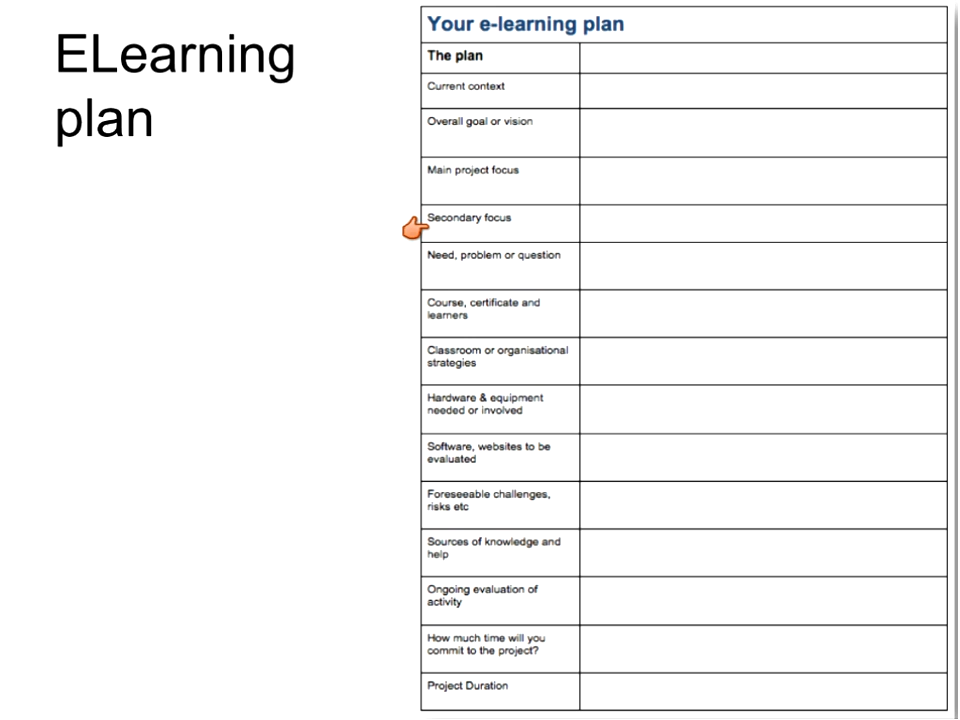 ELearning
plan
Your e-learning plan
The plan
Current context
Overall goal or vision
Main project focus
Secondary focus
Need, problem or question
Course, certificate and
learners
Classroom or organisational
strategies
Hardware & equipment
needed or involved
Software, websites to be
evaluated
Foreseeable challenges,
risks etc
Sources of knowledge and
help
Ongoing evaluation of
activity
How much time will you
commit to the project?
Project Duration